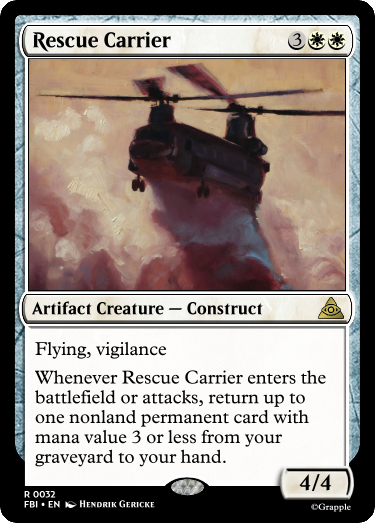 Rescue Carrier 3
Artifact Creature — Construct
Flying, vigilance
Whenever Rescue Carrier enters the
battlefield or attacks, return up to
one nonland permanent card with
mana value 3 or less from your
graveyard to your hand.
4/4
R 0032
FBI • EN Hendrik Gericke
©Grapple